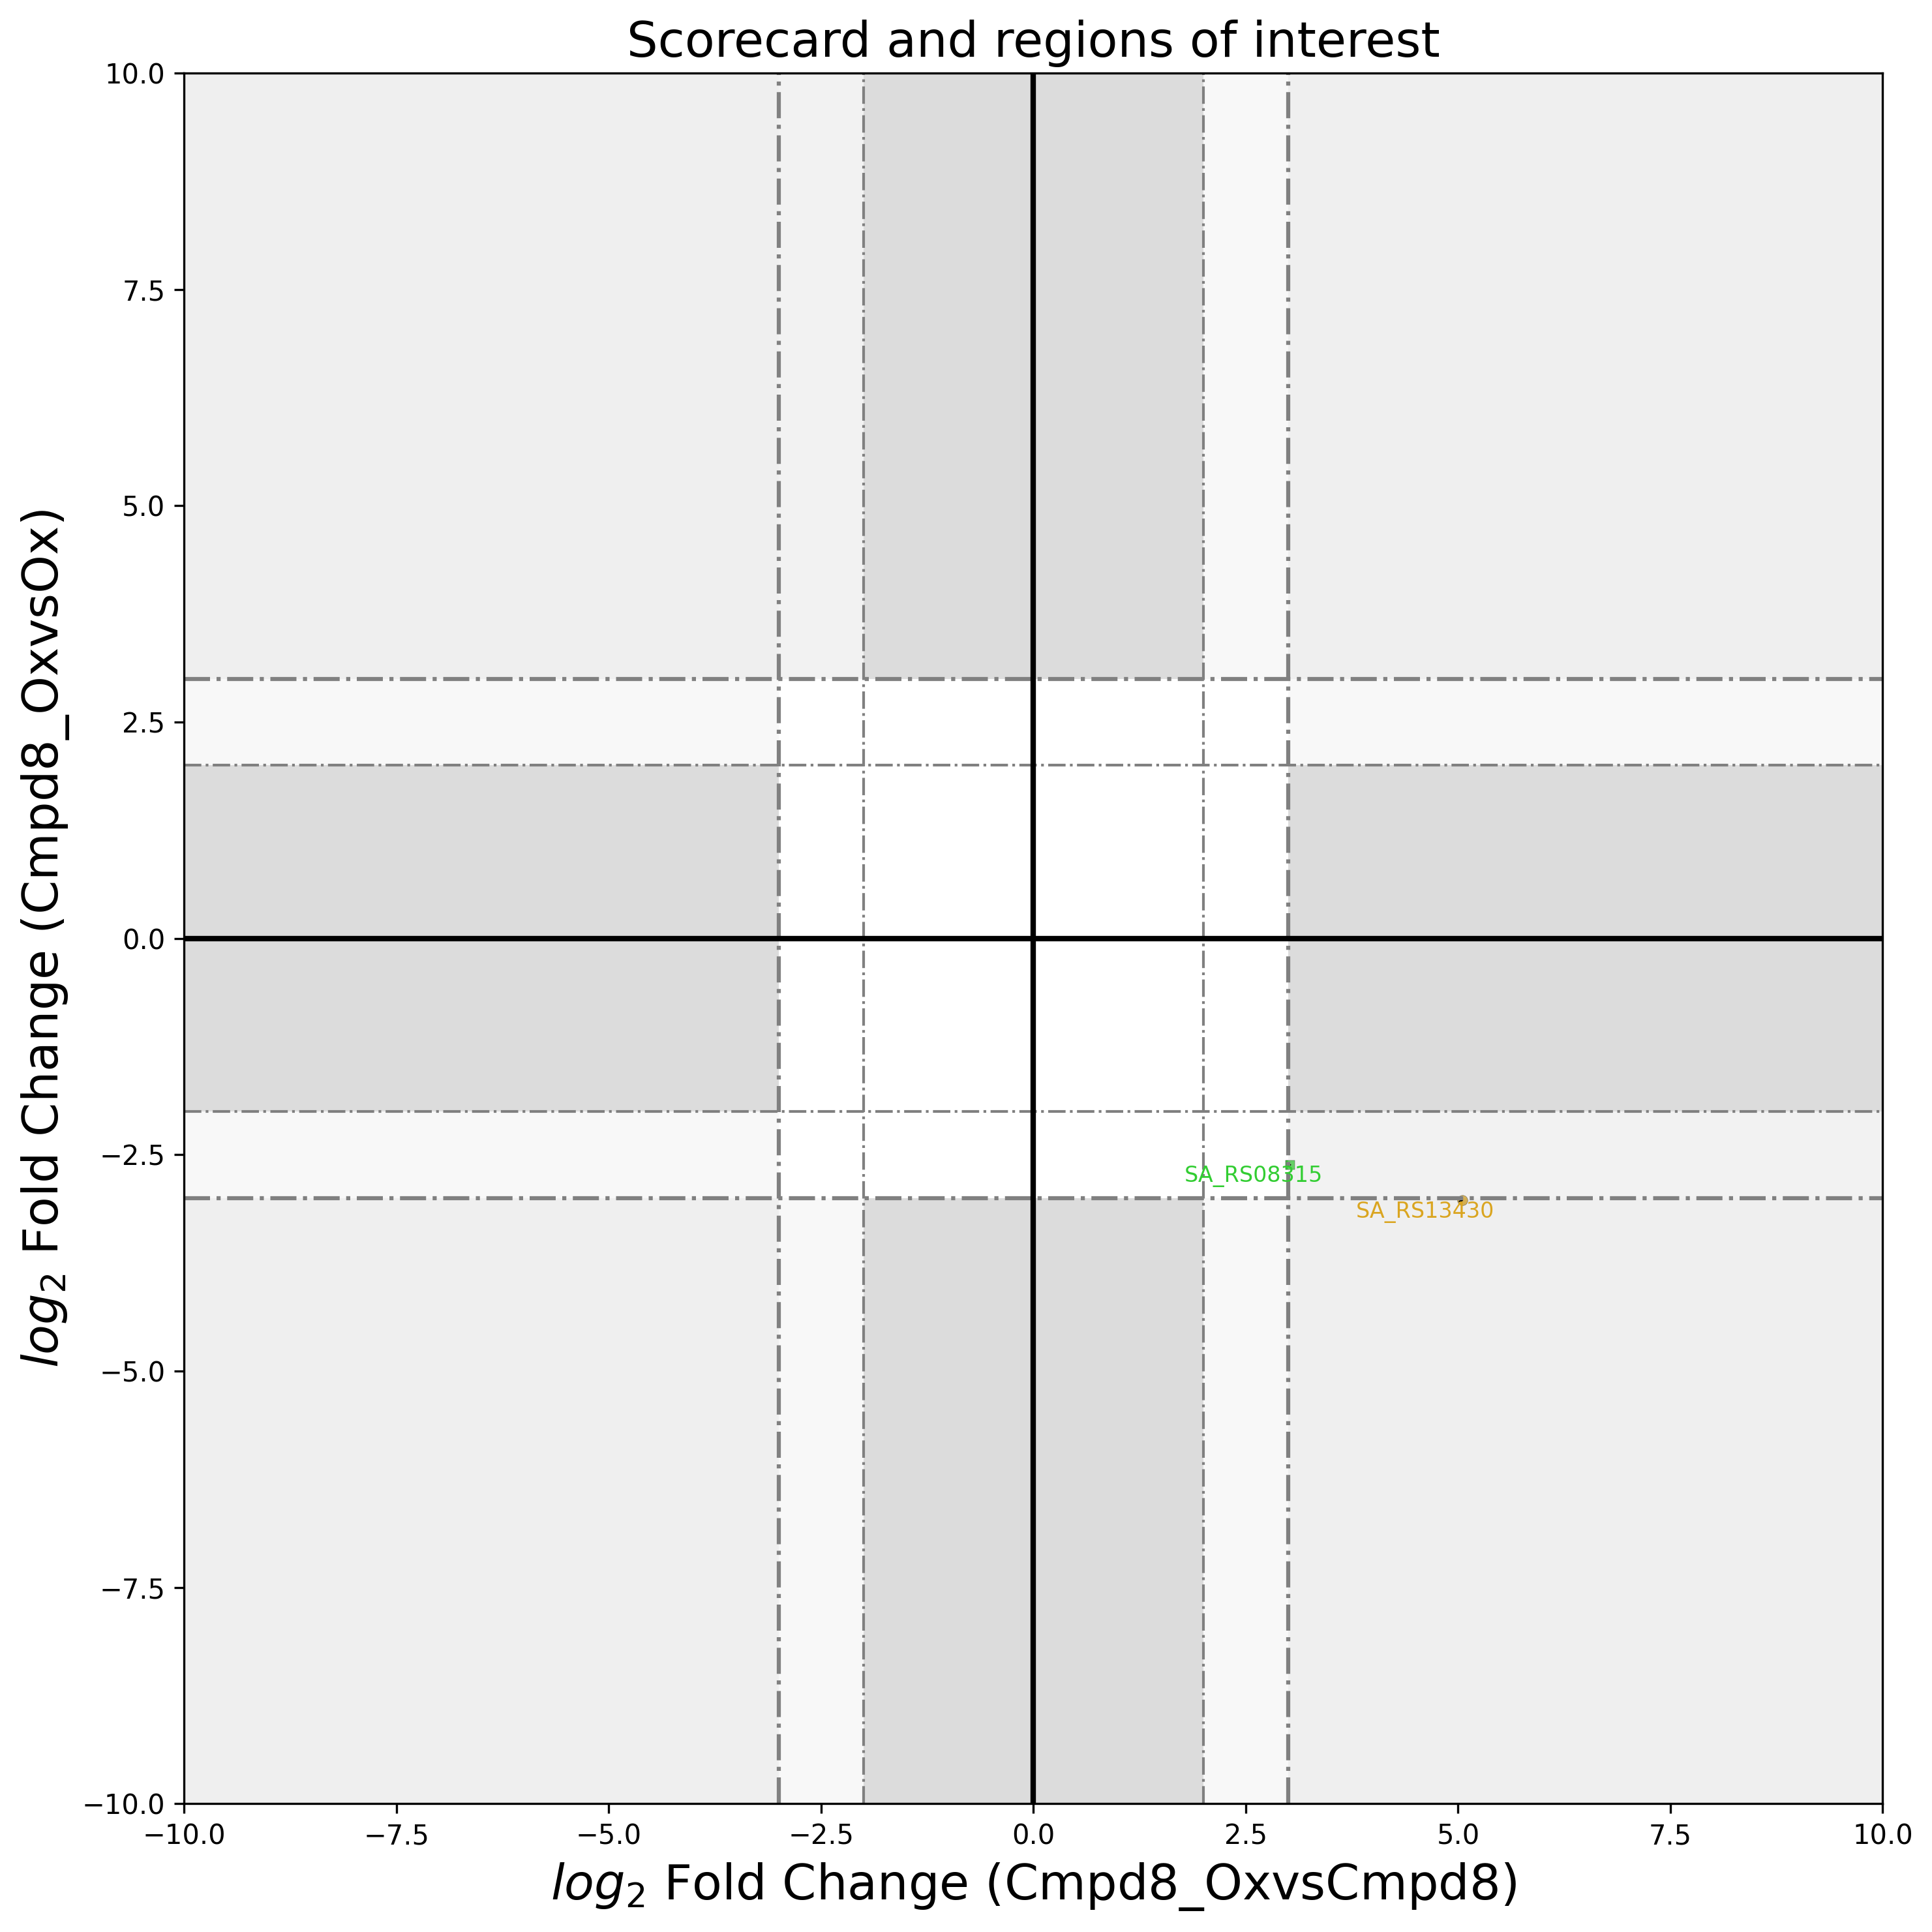 Scorecard and regions of interest
10.0
7.5
5.0
2.5
0.0
−2.5
−5.0
−7.5
−10.0
log2 Fold Change (Cmpd8_OxvsOx)
SA_RS08315
SA_RS13430
−10.0 −7.5 −5.0 −2.5 0.0 2.5 5.0 7.5 10.0
log2 Fold Change (Cmpd8_OxvsCmpd8)